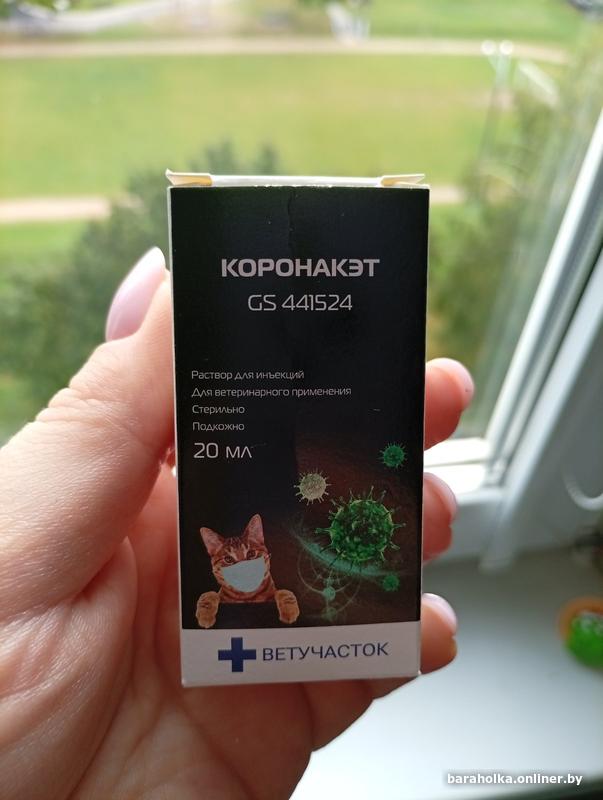 КОРОНАКЭТ
GS 441524
Раствор для инъекций
Для ветеринарного применения
Стерильно
Подкожно
20 мл
ВЕТУЧАСТОК
baraholka.onliner.by